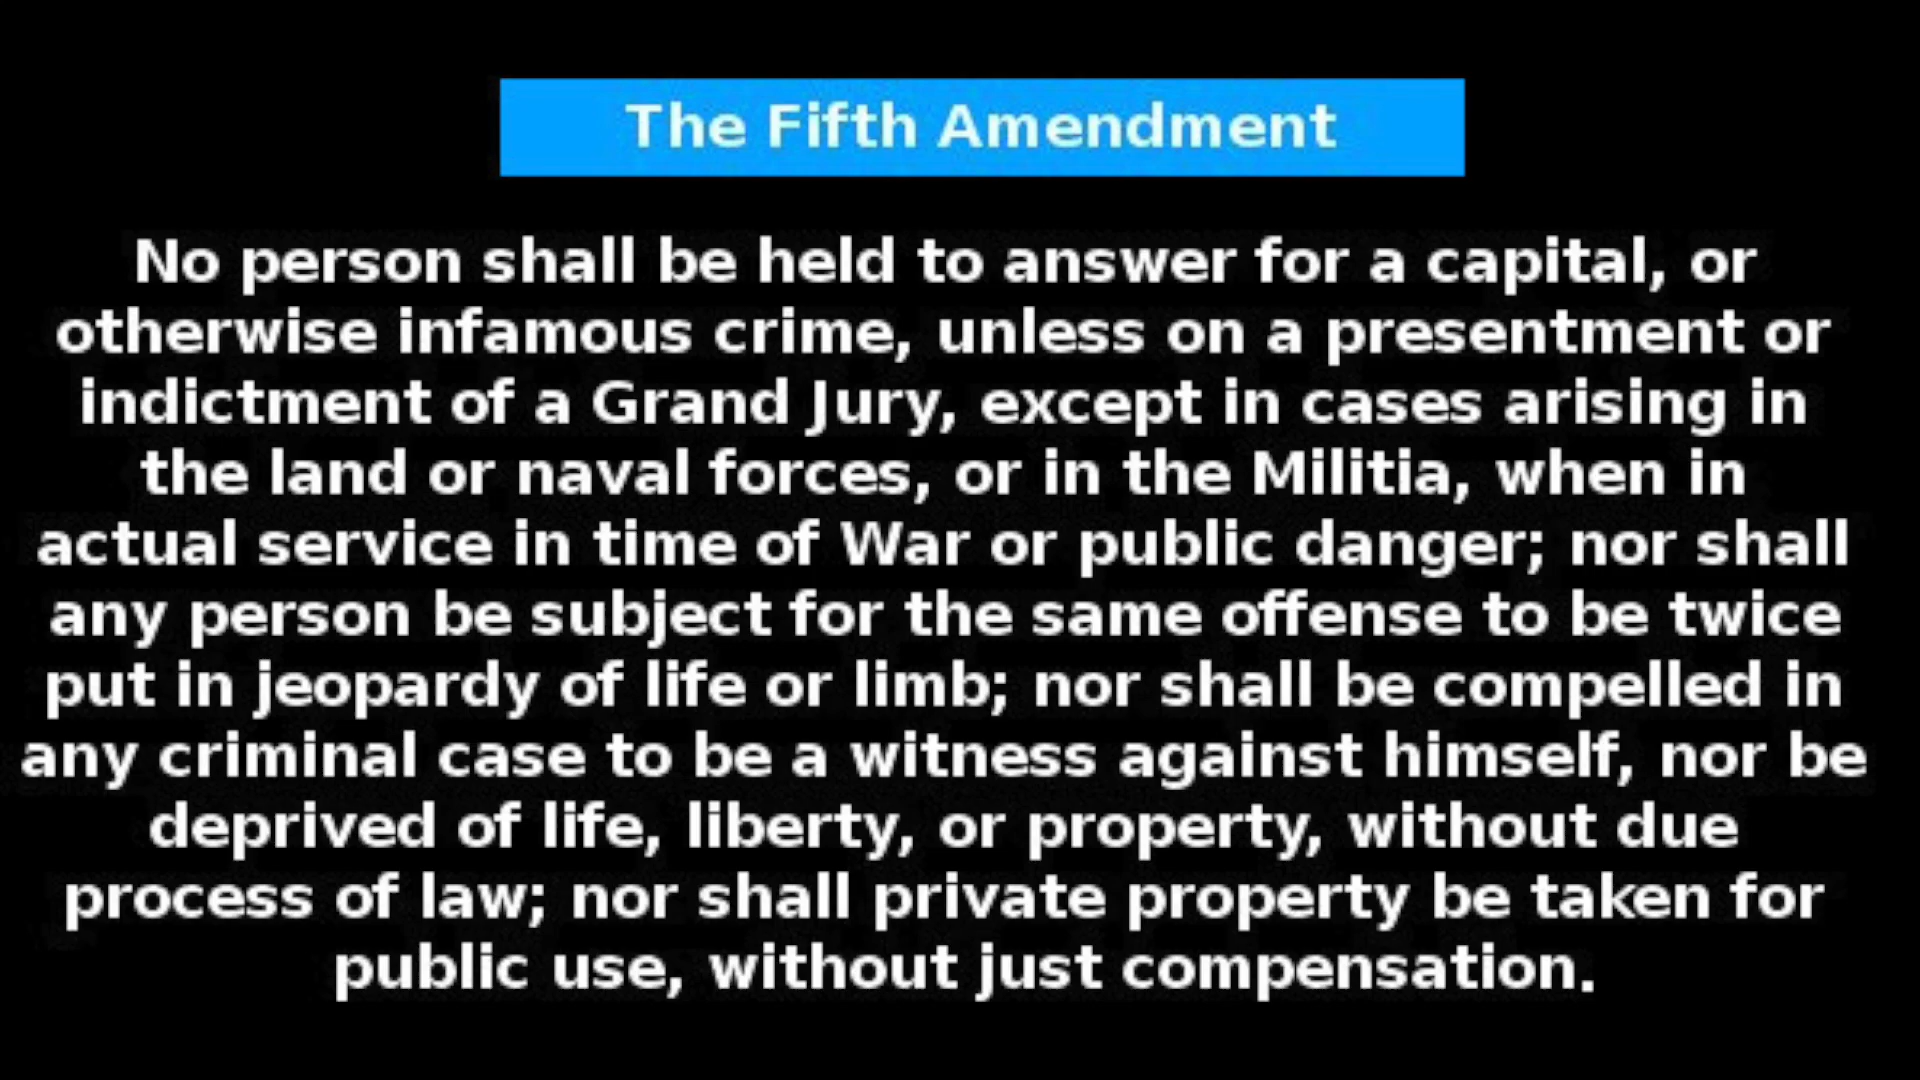 The Fifth Amendment
No person shall be held to answer for a capital, or
otherwise infamous crime, unless on a presentment or
indictment of a Grand Jury, except in cases arising in
the land or naval forces, or in the Militia, when in
actual service in time of War or public danger; nor shall
any person be subject for the same offense to be twice
put in jeopardy of life or limb; nor shall be compelled in
any criminal case to be a witness against himself, nor be
deprived of life, liberty, or property, without due
process of law; nor shall private property be taken for
public use, without just compensation.